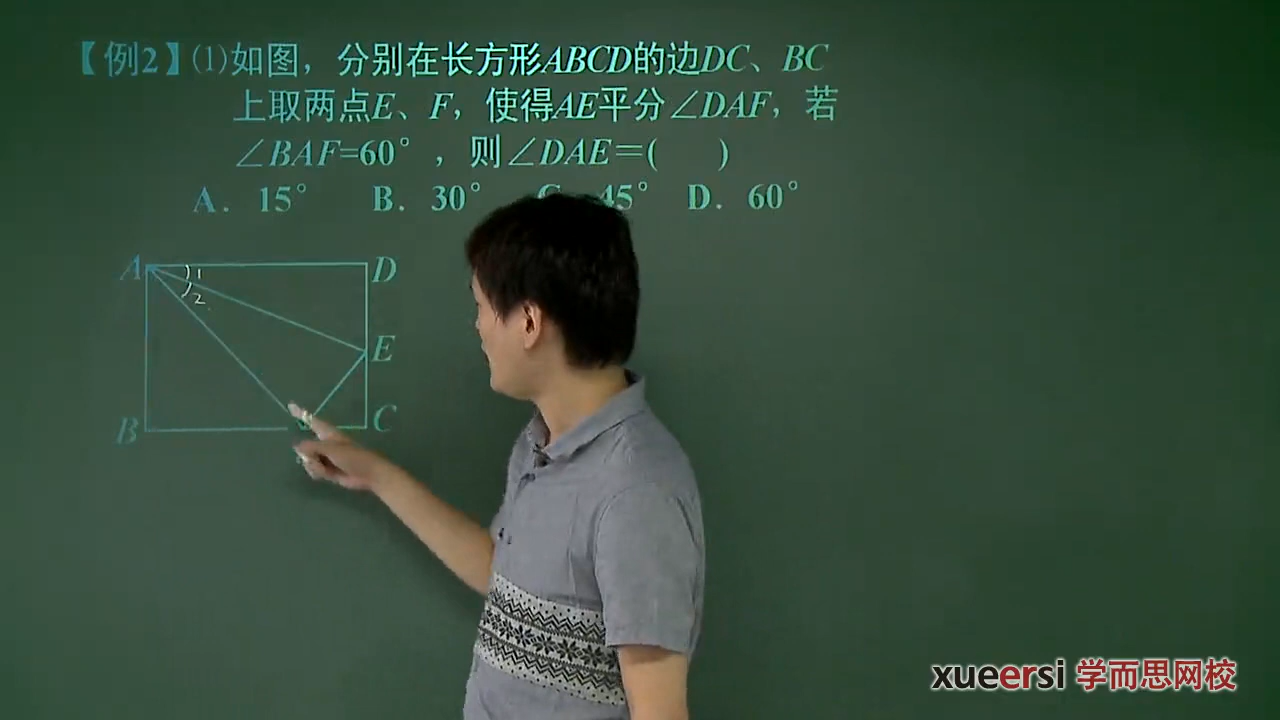 【例2】(1)如图，分别在长方形ABCD的边DC、BC
上取两点E、F，使得AE平分∠DAF，若
∠BAF=60°，则∠DAE=(  )
A．15° B．30° 45° D．60°
A D
1
2
E
B C
xueersi 学而思网校